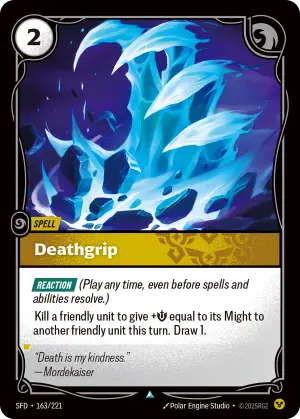 2
SPELL
Deathgrip
REACTION (Play any time, even before spells and
abilities resolve.)
Kill a friendly unit to give + equal to its Might to
another friendly unit this turn. Draw 1.
"Death is my kindness."
—Mordekaiser
SFD • 163/221
Polar Engine Studio • ©2025RGI